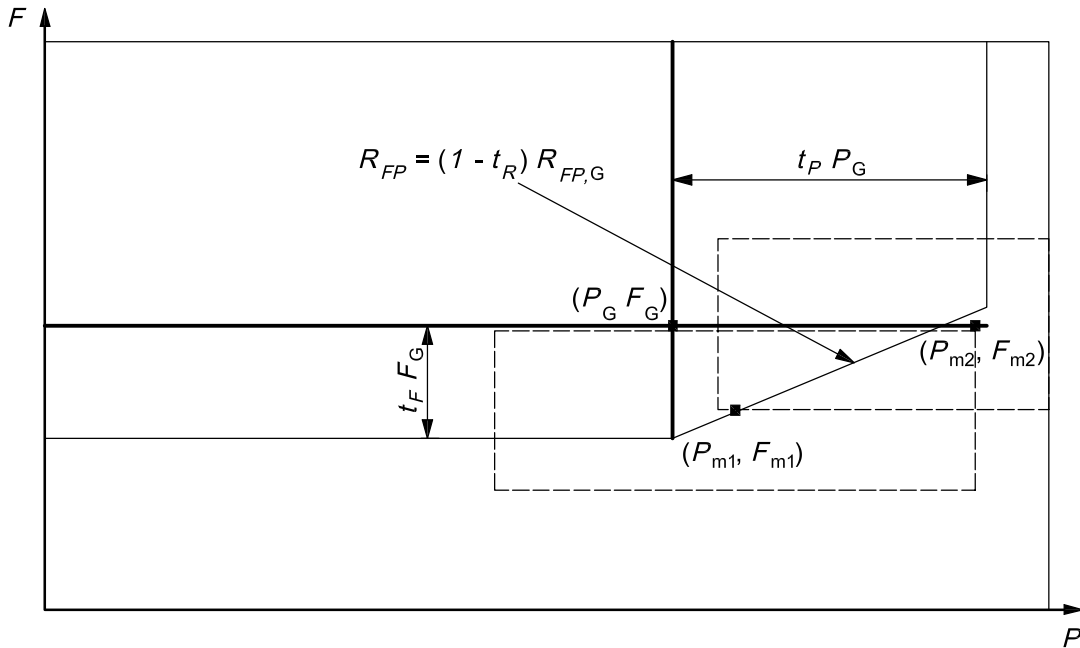 F
R_FP = (1 - t_R) R_FP,G
t_P P_G
(P_G F_G)
t_F F_G
(P_m2, F_m2)
(P_m1, F_m1)
P